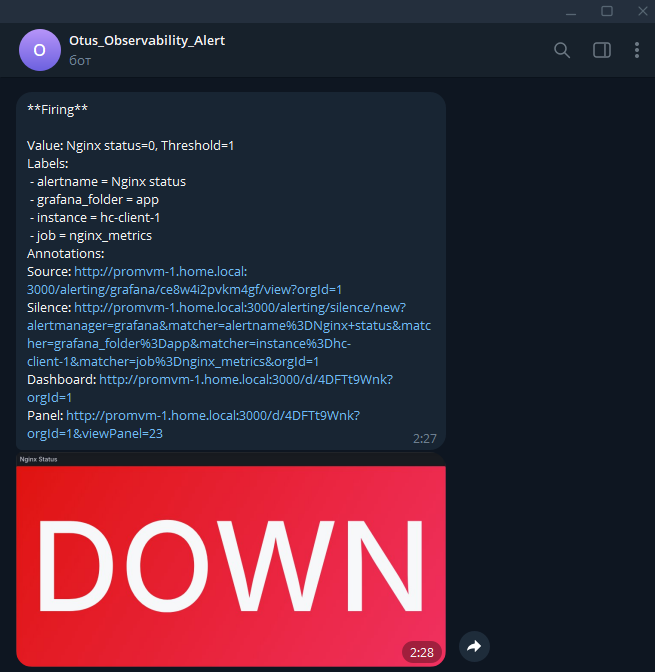 Otus_Observability_Alert
бот
**Firing**
Value: Nginx status=0, Threshold=1
Labels:
- alertname = Nginx status
- grafana_folder = app
- instance = hc-client-1
- job = nginx_metrics
Annotations:
Source: http://promvm-1.home.local:
3000/alerting/grafana/ce8w4i2pvkm4gf/view?orgId=1
Silence: http://promvm-1.home.local:3000/alerting/silence/new?
alertmanager=grafana&matcher=alertname%3DNginx+status&matc
her=grafana_folder%3Dapp&matcher=instance%3Dhc-
client-1&matcher=job%3Dnginx_metrics&orgId=1
Dashboard: http://promvm-1.home.local:3000/d/4DFTt9Wnk?
orgId=1
Panel: http://promvm-1.home.local:3000/d/4DFTt9Wnk?
orgId=1&viewPanel=23
2:27
Nginx Status
DOWN
2:28